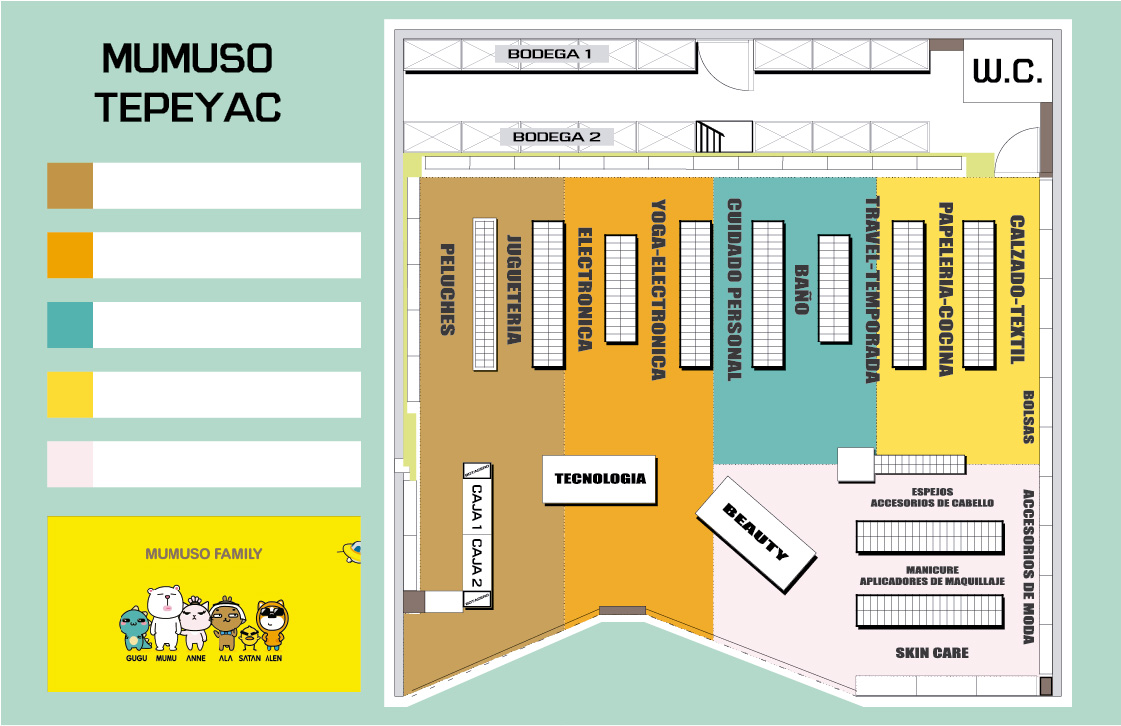 MUMUSO
TEPEYAC
MUMUSO FAMILY
GUGU
MUMU
ANNE
ALA
SATAN
ALEN
BODEGA 1
W.C.
BODEGA 2
PELUCHES
JUGUETERIA
ELECTRONICA
YOGA-ELECTRONICA
CUIDADO PERSONAL
BAÑO
TRAVEL-TEMPORADA
PAPELERIA-COCINA
CALZADO-TEXTIL
BOLSAS
BOTADERO
CAJA 1
CAJA 2
BOTADERO
TECNOLOGIA
BEAUTY
ESPEJOS
ACCESORIOS DE CABELLO
MANICURE
APLICADORES DE MAQUILLAJE
ACCESORIOS DE MODA
SKIN CARE